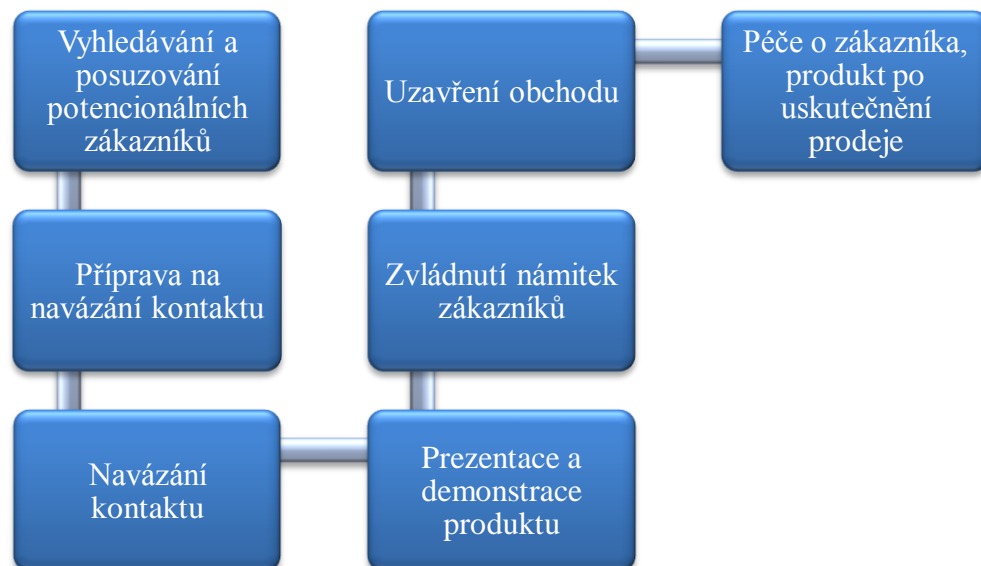 Vyhledávání a
posuzování
potencionálních
zákazníků
Příprava na
navázání kontaktu
Navázání
kontaktu
Prezentace a
demonstrace
produktu
Zvládnutí námitek
zákazníků
Uzavření obchodu
Péče o zákazníka,
produkt po
uskutečnění
prodeje